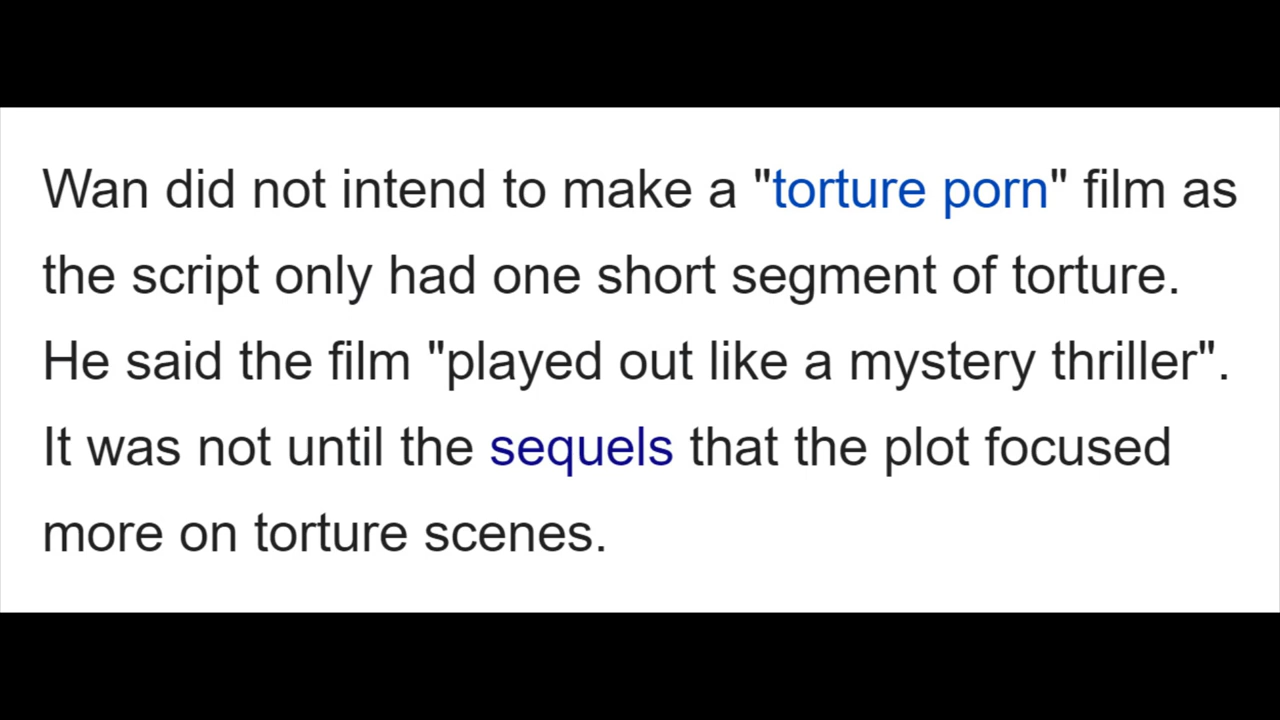 Wan did not intend to make a "torture porn" film as
the script only had one short segment of torture.
He said the film "played out like a mystery thriller".
It was not until the sequels that the plot focused
more on torture scenes.